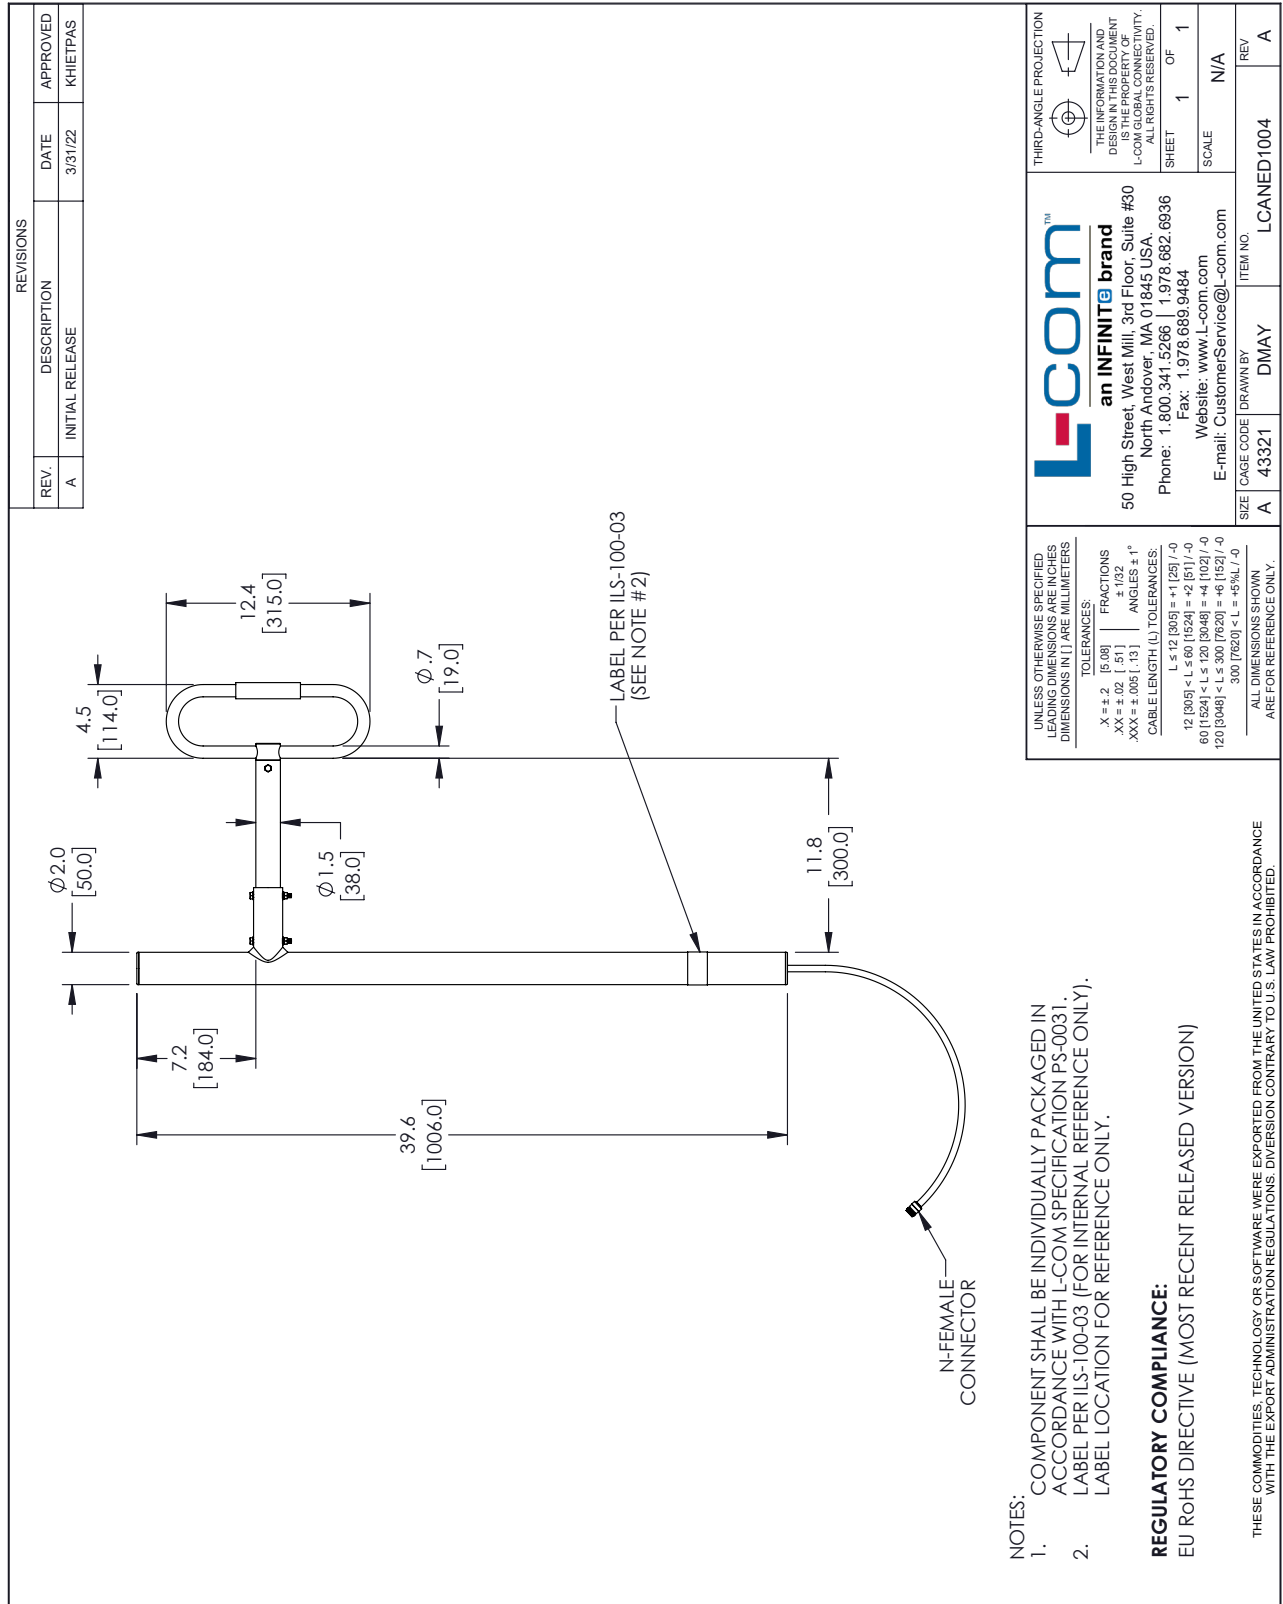 REVISIONS
REV.
DESCRIPTION
DATE
APPROVED
A
INITIAL RELEASE
3/31/22
KHIETPAS
Ø2.0
[50.0]
4.5
[114.0]
12.4
[315.0]
Ø.7
[19.0]
Ø1.5
[38.0]
7.2
[184.0]
39.6
[1006.0]
11.8
[300.0]
LABEL PER ILS-100-03
(SEE NOTE #2)
N-FEMALE
CONNECTOR
NOTES:
1. COMPONENT SHALL BE INDIVIDUALLY PACKAGED IN
ACCORDANCE WITH L-COM SPECIFICATION PS-0031.
2. LABEL PER ILS-100-03 (FOR INTERNAL REFERENCE ONLY).
LABEL LOCATION FOR REFERENCE ONLY.
REGULATORY COMPLIANCE:
EU RoHS DIRECTIVE (MOST RECENT RELEASED VERSION)
THESE COMMODITIES, TECHNOLOGY OR SOFTWARE WERE EXPORTED FROM THE UNITED STATES IN ACCORDANCE
WITH THE EXPORT ADMINISTRATION REGULATIONS. DIVERSION CONTRARY TO U.S. LAW PROHIBITED.
UNLESS OTHERWISE SPECIFIED
LEADING DIMENSIONS ARE INCHES
DIMENSIONS IN [ ] ARE MILLIMETERS
TOLERANCES:
.X = ± .2 [5.08]
.XX = ± .02 [ .51]
.XXX = ± .005 [ .13]
FRACTIONS
± 1/32
ANGLES ± 1°
CABLE LENGTH (L) TOLERANCES:
L ≤ 12 [305] = +1 [25] / -0
12 [305] < L ≤ 60 [1524] = +2 [51] / -0
60 [1524] < L ≤ 120 [3048] = +4 [102] / -0
120 [3048] < L ≤ 300 [7620] = +6 [152] / -0
300 [7620] < L = +5%L / -0
ALL DIMENSIONS SHOWN
ARE FOR REFERENCE ONLY.
L-com™
an INFINITe brand
50 High Street, West Mill, 3rd Floor, Suite #30
North Andover, MA 01845 USA.
Phone: 1.800.341.5266 | 1.978.682.6936
Fax: 1.978.689.9484
Website: www.L-com.com
E-mail: CustomerService@L-com.com
THIRD-ANGLE PROJECTION
THE INFORMATION AND
DESIGN IN THIS DOCUMENT
IS THE PROPERTY OF
L-COM GLOBAL CONNECTIVITY.
ALL RIGHTS RESERVED.
SHEET 1 OF 1
SCALE
N/A
SIZE
A
CAGE CODE
43321
DRAWN BY
DMAY
ITEM NO.
LCANED1004
REV
A